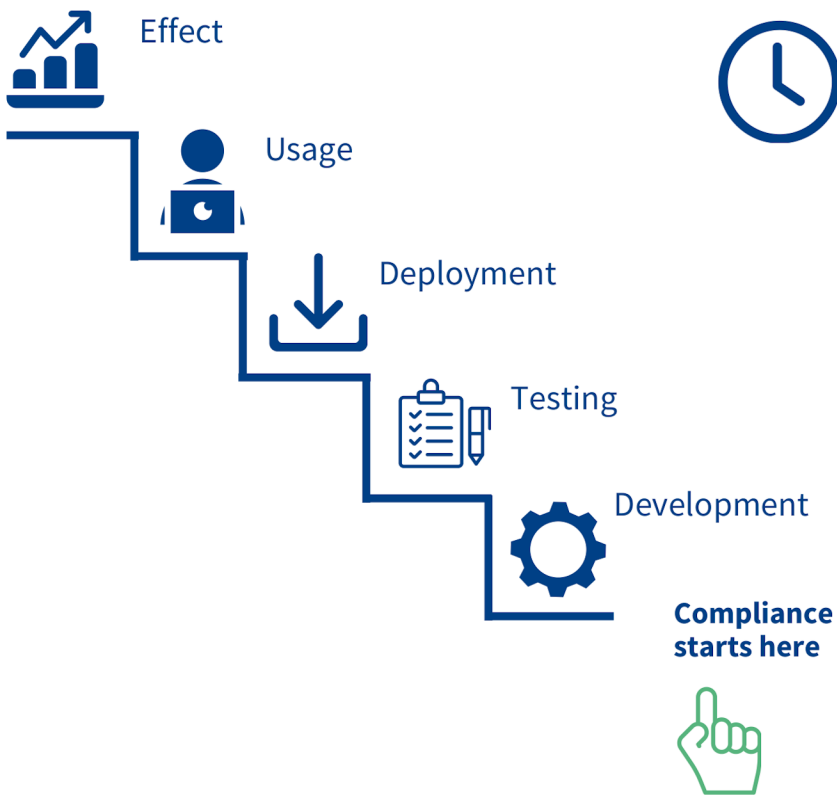 Effect
Usage
Deployment
Testing
Development
Compliance
starts here